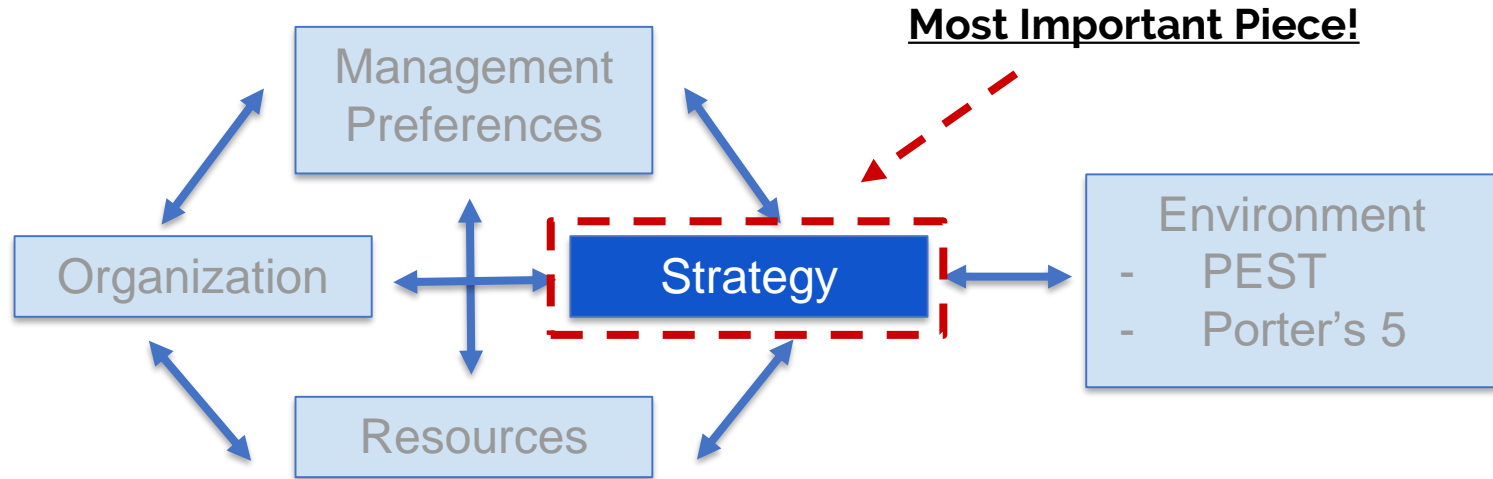 Most Important Piece!
Management
Preferences
Organization
Strategy
Environment
- PEST
- Porter’s 5
Resources